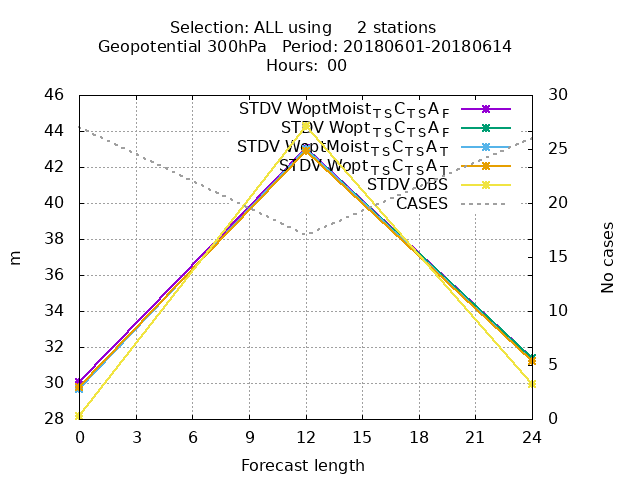 Selection: ALL using 2 stations
Geopotential 300hPa Period: 20180601-20180614
Hours: 00
46
44
42
40
38
36
34
32
30
28
m
STDV WoptMoist_TSC_TSA_F
STDV Wopt_TSC_TSA_F
STDV WoptMoist_TSC_TSA_T
STDV Wopt_TSC_TSA_T
STDV OBS
CASES
30
25
20
15
10
5
0
No cases
0 3 6 9 12 15 18 21 24
Forecast length